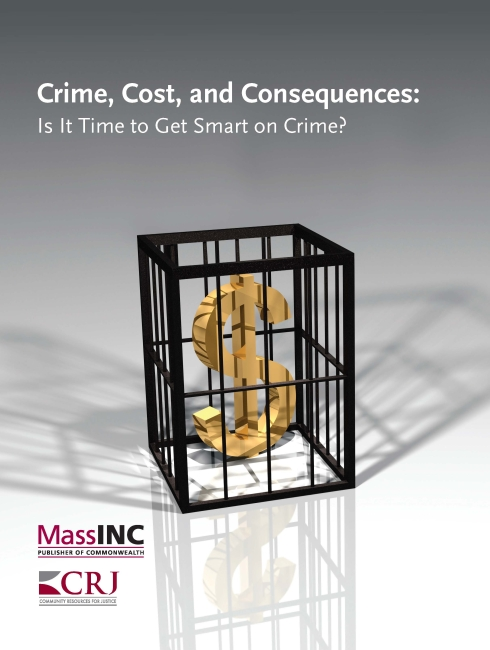 Crime, Cost, and Consequences:
Is It Time to Get Smart on Crime?
MassINC
PUBLISHER OF COMMONWEALTH
CRJ
COMMUNITY RESOURCES FOR JUSTICE